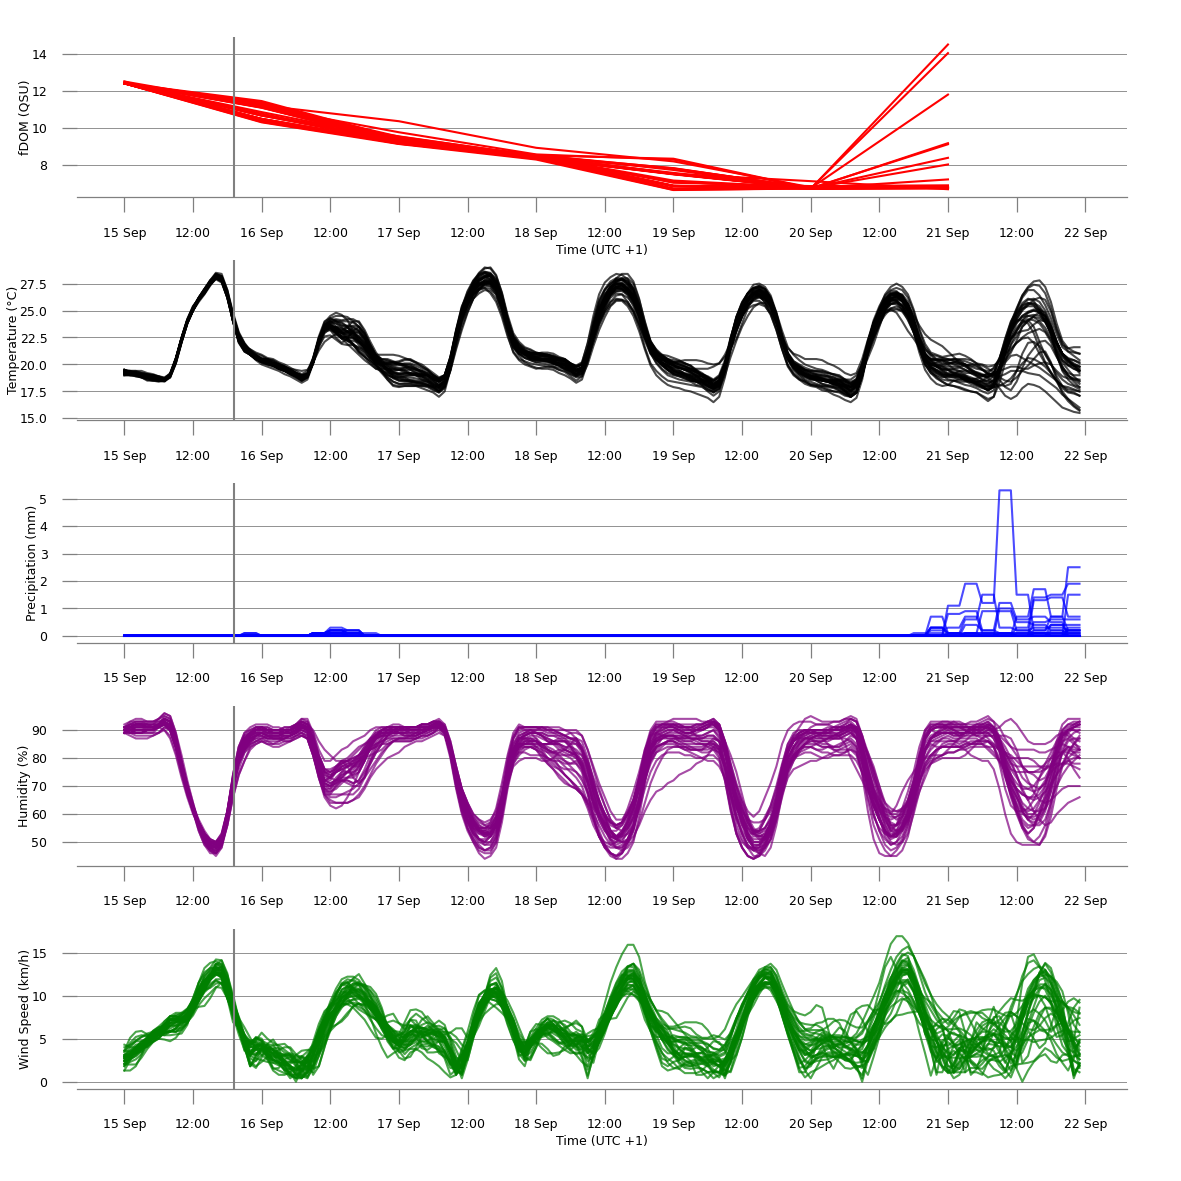 fDOM (QSU)
14
12
10
8
15 Sep 12:00 16 Sep 12:00 17 Sep 12:00 18 Sep 12:00 19 Sep 12:00 20 Sep 12:00 21 Sep 12:00 22 Sep
Time (UTC +1)
Temperature (°C)
27.5
25.0
22.5
20.0
17.5
15.0
15 Sep 12:00 16 Sep 12:00 17 Sep 12:00 18 Sep 12:00 19 Sep 12:00 20 Sep 12:00 21 Sep 12:00 22 Sep
Precipitation (mm)
5
4
3
2
1
0
15 Sep 12:00 16 Sep 12:00 17 Sep 12:00 18 Sep 12:00 19 Sep 12:00 20 Sep 12:00 21 Sep 12:00 22 Sep
Humidity (%)
90
80
70
60
50
15 Sep 12:00 16 Sep 12:00 17 Sep 12:00 18 Sep 12:00 19 Sep 12:00 20 Sep 12:00 21 Sep 12:00 22 Sep
Wind Speed (km/h)
15
10
5
0
15 Sep 12:00 16 Sep 12:00 17 Sep 12:00 18 Sep 12:00 19 Sep 12:00 20 Sep 12:00 21 Sep 12:00 22 Sep
Time (UTC +1)